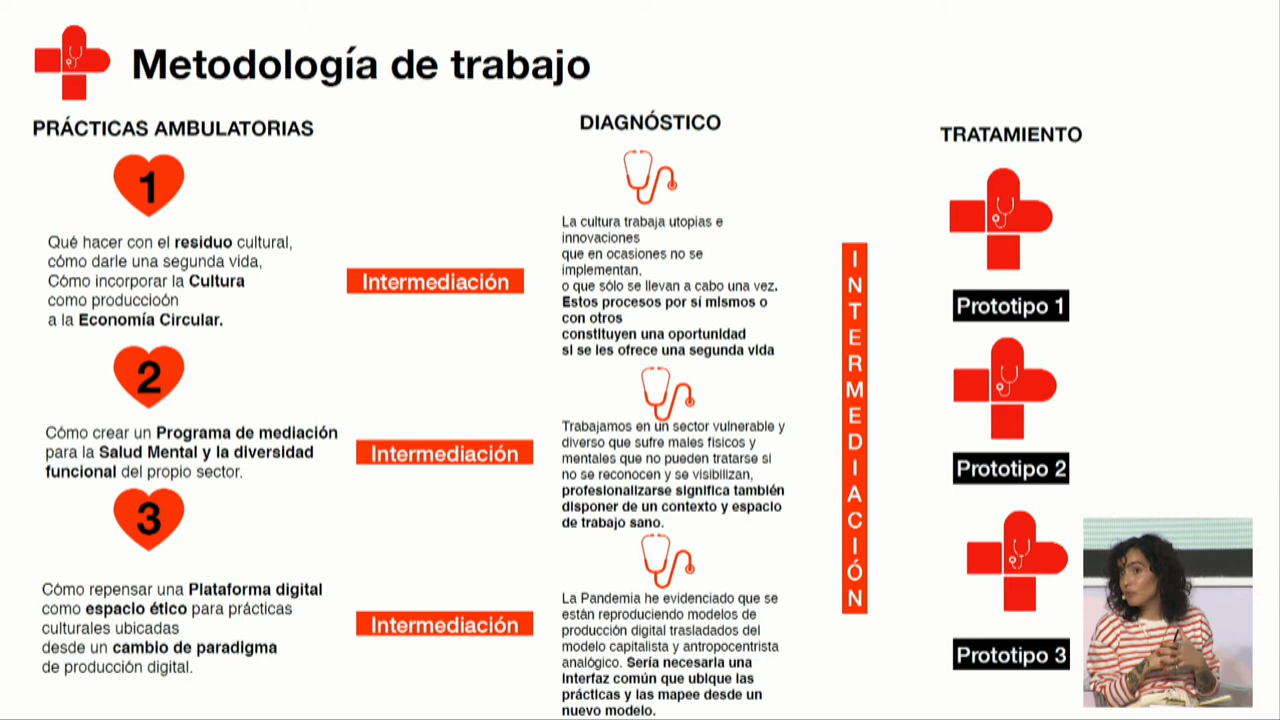 Metodología de trabajo
PRÁCTICAS AMBULATORIAS
1
Qué hacer con el residuo cultural,
cómo darle una segunda vida,
Cómo incorporar la Cultura
como produccioón
a la Economía Circular.
2
Cómo crear un Programa de mediación
para la Salud Mental y la diversidad
funcional del propio sector.
3
Cómo repensar una Plataforma digital
como espacio ético para prácticas
culturales ubicadas
desde un cambio de paradigma
de producción digital.
Intermediación
Intermediación
Intermediación
DIAGNÓSTICO
La cultura trabaja utopias e
innovaciones
que en ocasiones no se
implementan,
o que sólo se llevan a cabo una vez.
Estos procesos por sí mismos o
con otros
constituyen una oportunidad
si se les ofrece una segunda vida
Trabajamos en un sector vulnerable y
diverso que sufre males físicos y
mentales que no pueden tratarse si
no se reconocen y se visibilizan,
profesionalizarse significa también
disponer de un contexto y espacio
de trabajo sano.
La Pandemia he evidenciado que se
están reproduciendo modelos de
producción digital trasladados del
modelo capitalista y antropocentrista
analógico. Sería necesaria una
interfaz común que ubique las
prácticas y las mapee desde un
nuevo modelo.
INTERMEDIACIÓN
TRATAMIENTO
Prototipo 1
Prototipo 2
Prototipo 3